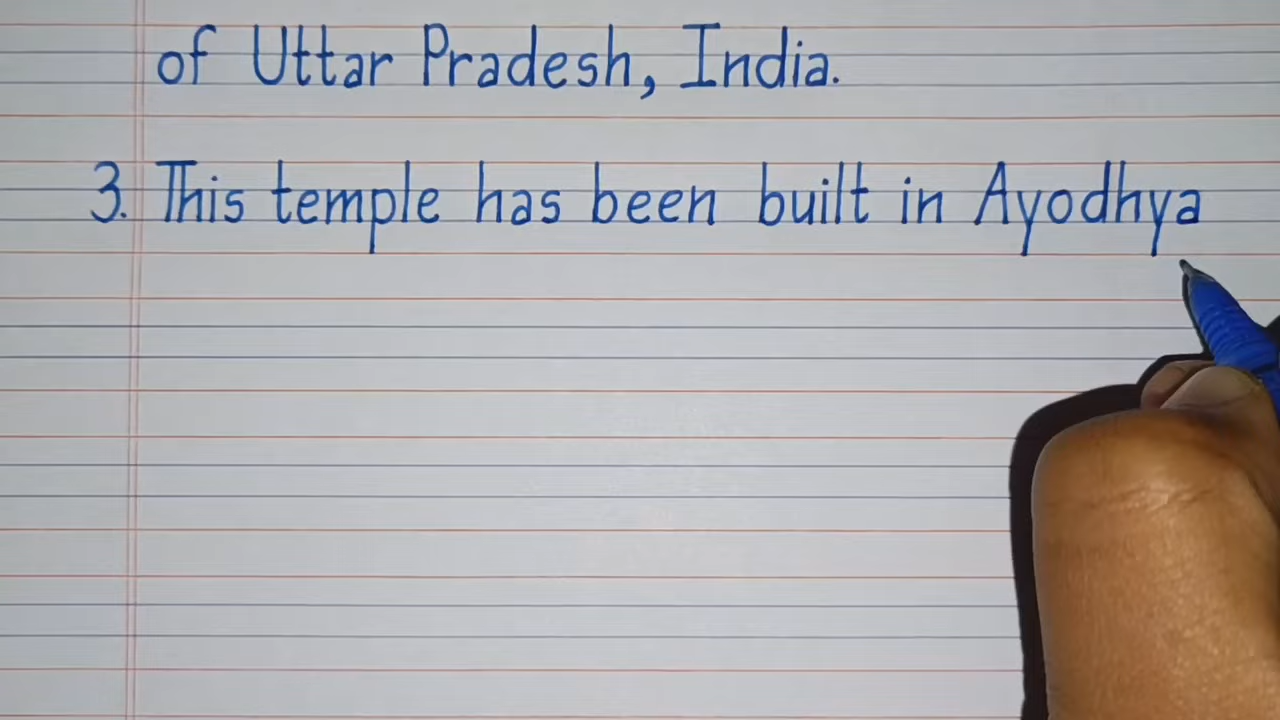 of Uttar Pradesh, India.
3. This temple has been built in Ayodhya